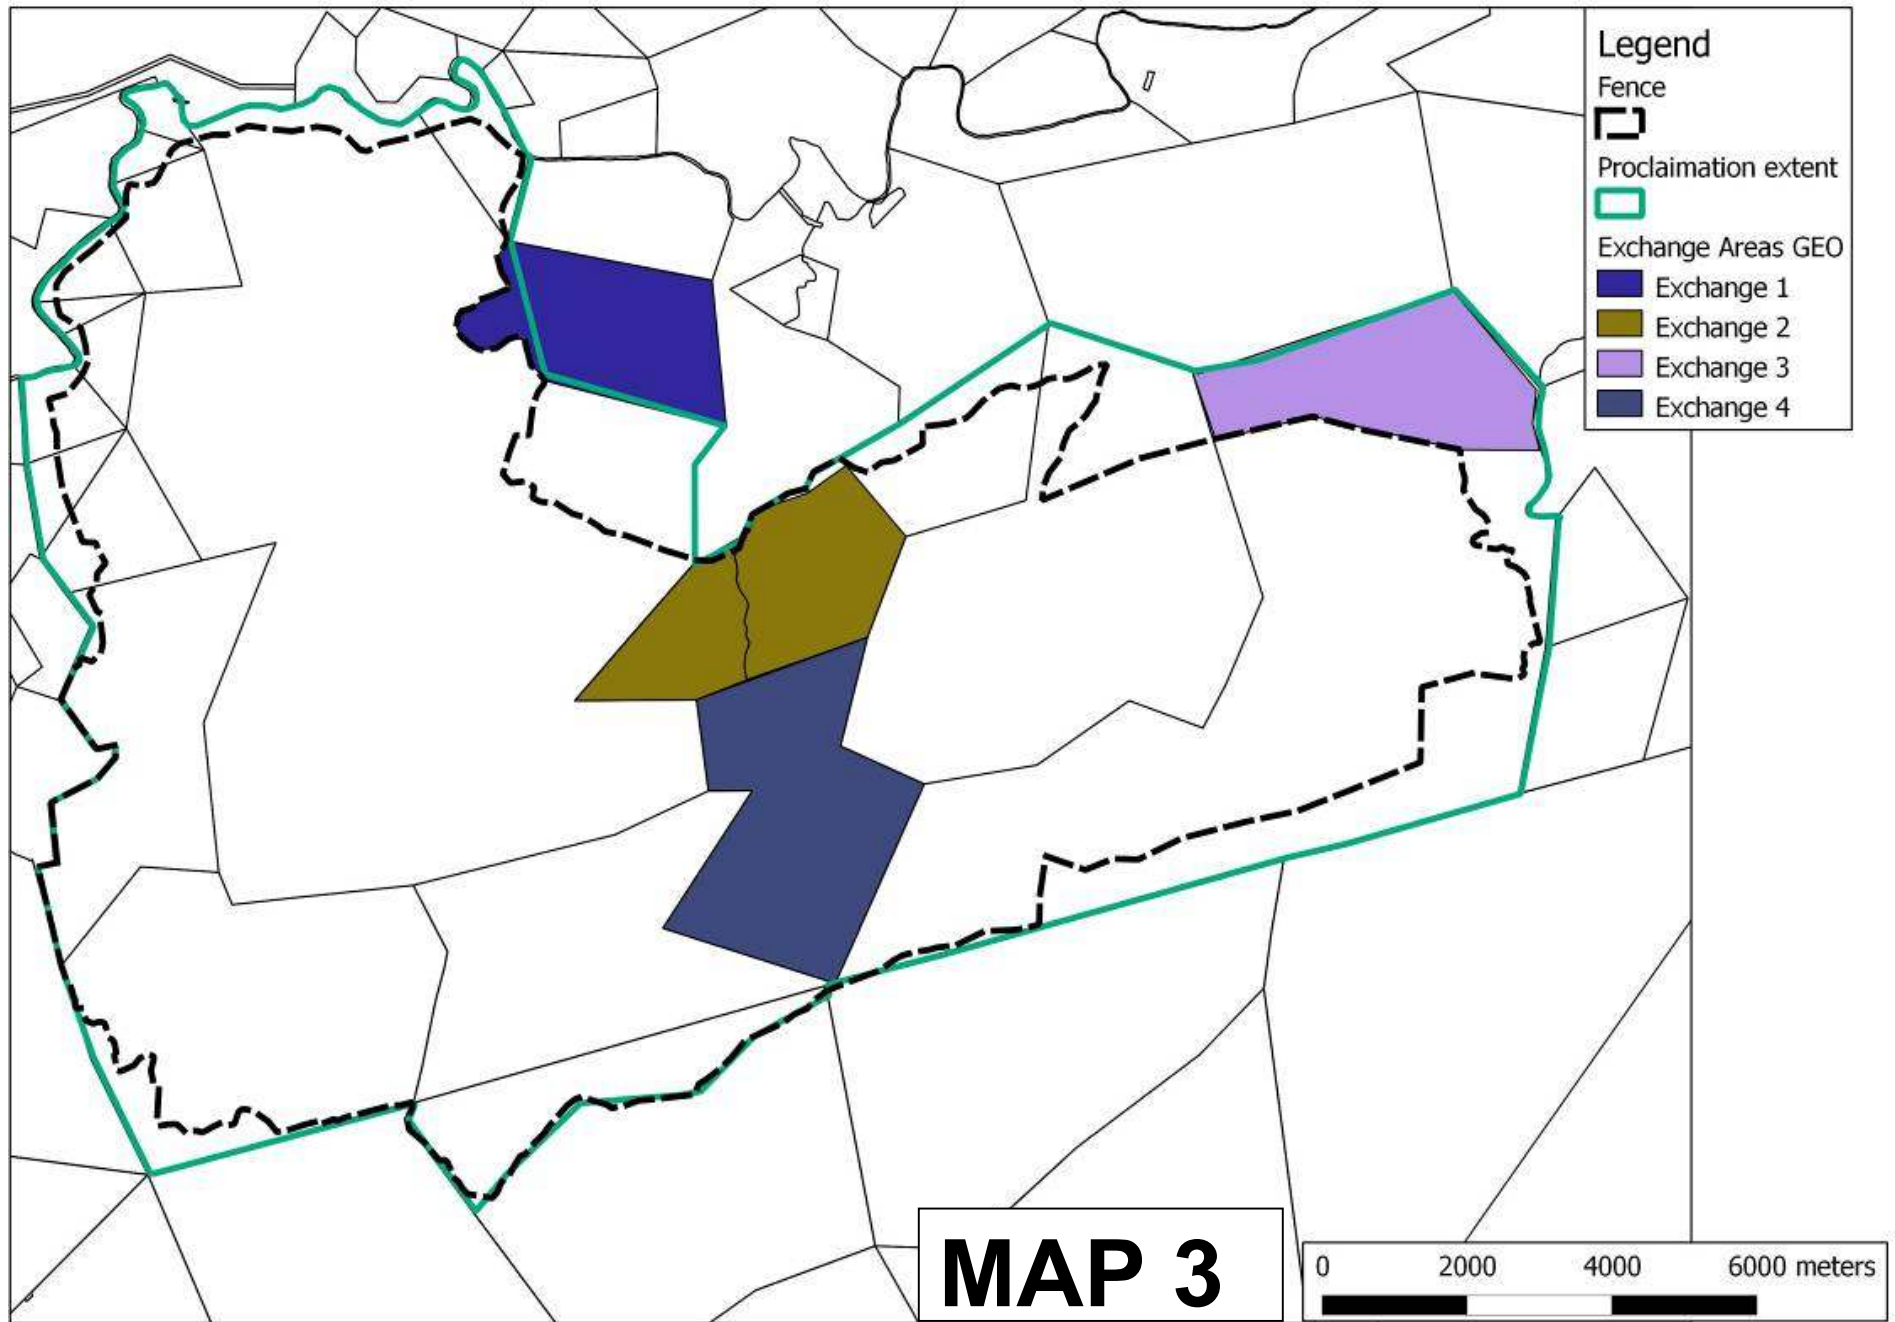 Legend
Fence
Proclaimation extent
Exchange Areas GEO
Exchange 1
Exchange 2
Exchange 3
Exchange 4
MAP 3
0 2000 4000 6000 meters